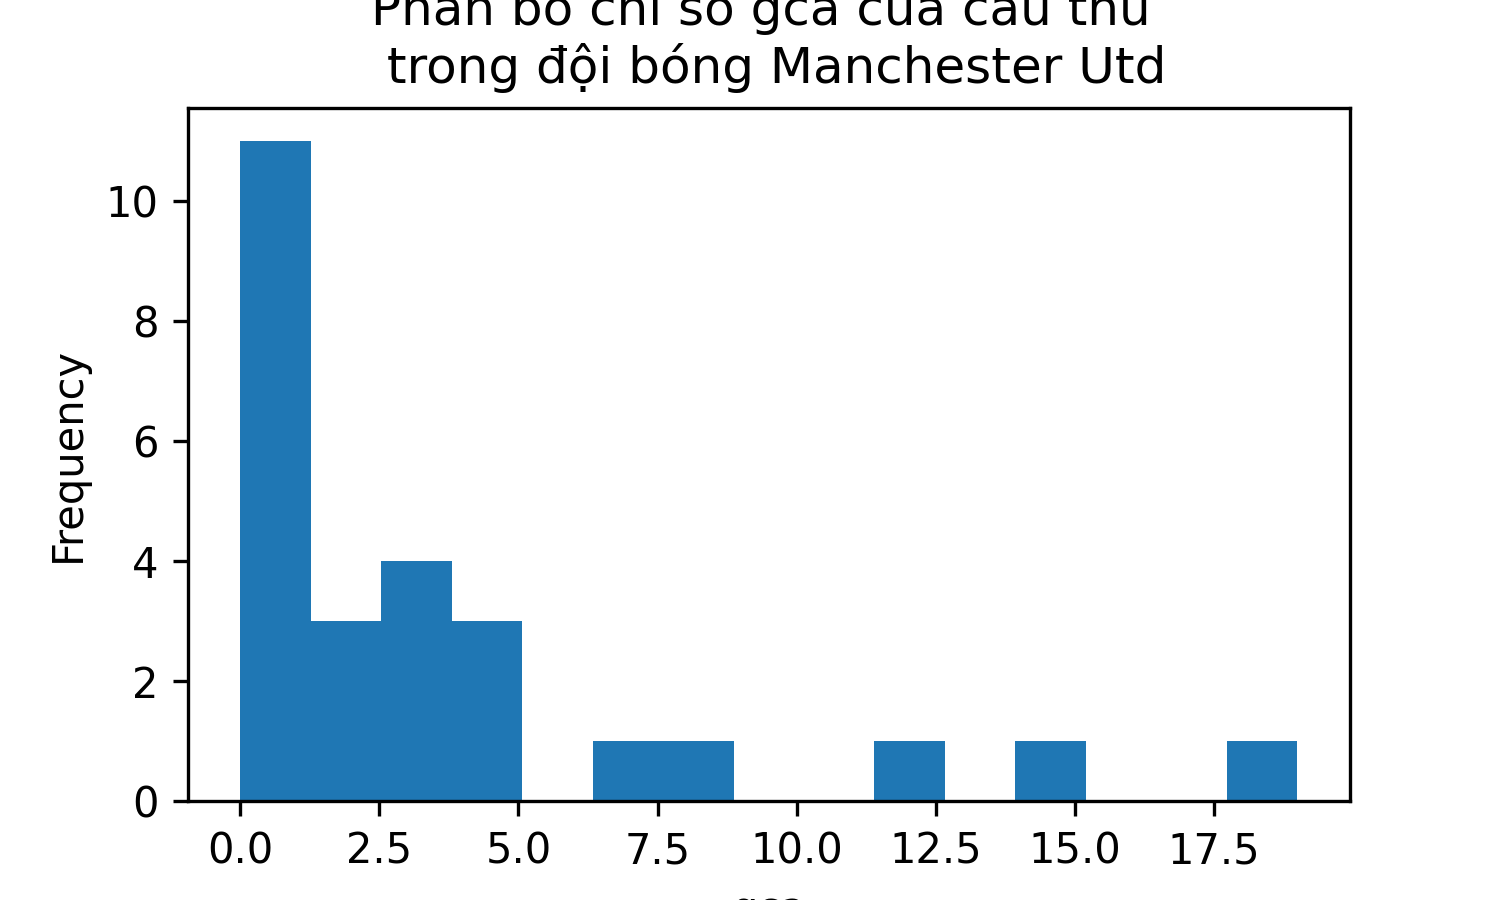 Phân bố chỉ số gca của cầu thủ
trong đội bóng Manchester Utd
10
8
6
4
2
0
Frequency
0.0 2.5 5.0 7.5 10.0 12.5 15.0 17.5
gca